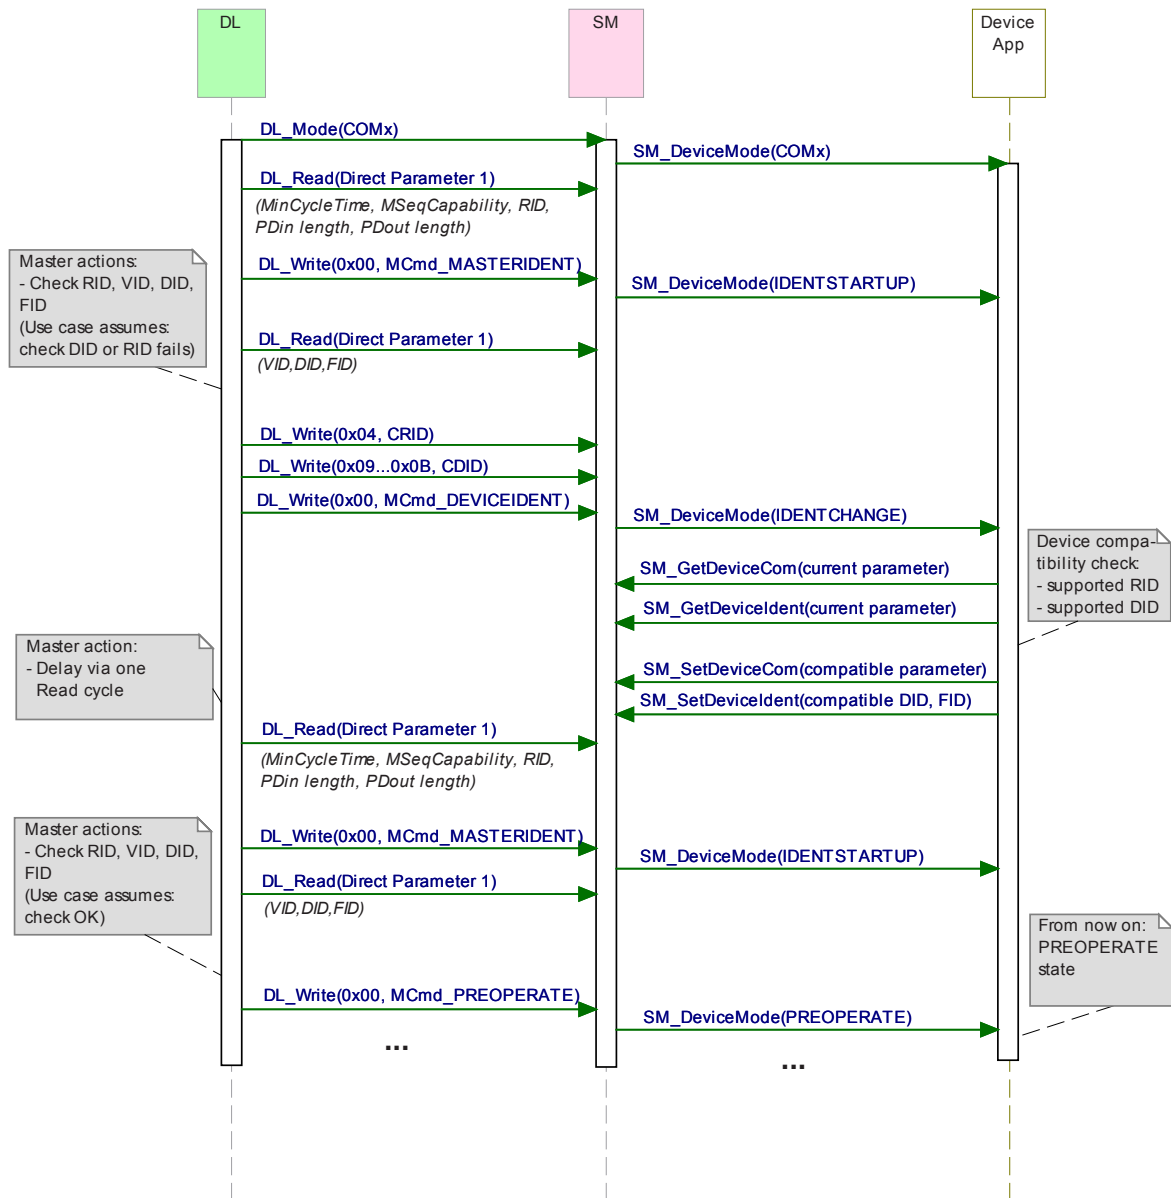 DL
SM
Device
App
DL_Mode(COMx)
SM_DeviceMode(COMx)
DL_Read(Direct Parameter 1)
(MinCycleTime, MSeqCapability, RID,
PDin length, PDout length)
Master actions:
- Check RID, VID, DID,
FID
(Use case assumes:
check DID or RID fails)
DL_Write(0x00, MCmd_MASTERIDENT)
SM_DeviceMode(IDENTSTARTUP)
DL_Read(Direct Parameter 1)
(VID,DID,FID)
DL_Write(0x04, CRID)
DL_Write(0x09...0x0B, CDID)
DL_Write(0x00, MCmd_DEVICEIDENT)
SM_DeviceMode(IDENTCHANGE)
Device compa-
tibility check:
- supported RID
- supported DID
SM_GetDeviceCom(current parameter)
SM_GetDeviceIdent(current parameter)
Master action:
- Delay via one
Read cycle
SM_SetDeviceCom(compatible parameter)
SM_SetDeviceIdent(compatible DID, FID)
DL_Read(Direct Parameter 1)
(MinCycleTime, MSeqCapability, RID,
PDin length, PDout length)
Master actions:
- Check RID, VID, DID,
FID
(Use case assumes:
check OK)
DL_Write(0x00, MCmd_MASTERIDENT)
SM_DeviceMode(IDENTSTARTUP)
DL_Read(Direct Parameter 1)
(VID,DID,FID)
From now on:
PREOPERATE
state
DL_Write(0x00, MCmd_PREOPERATE)
SM_DeviceMode(PREOPERATE)
...
...